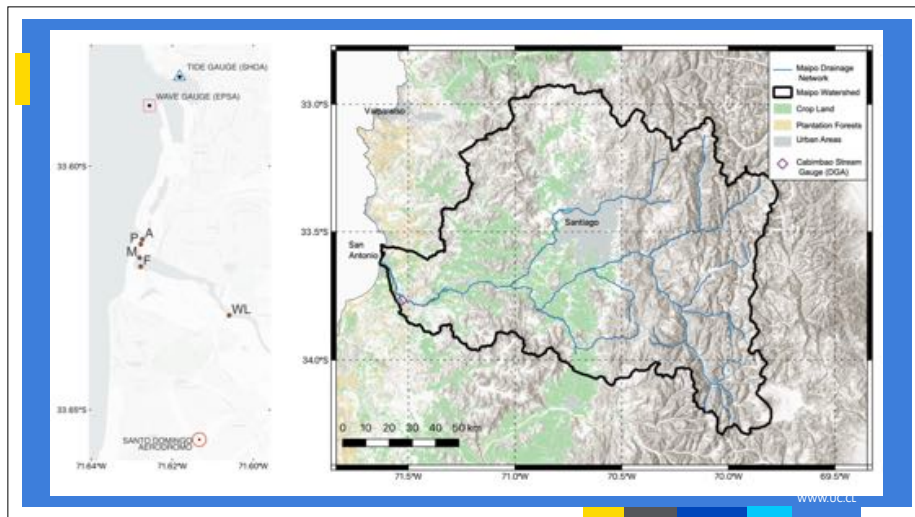 TIDE GAUGE (SHOA)
WAVE GAUGE (EPSA)
33.60°S
P
A
M
F
WL
33.65°S
SANTO DOMINGO
AERODROMO
71.64°W
71.62°W
71.60°W
33.0°S
33.5°S
34.0°S
Valparaíso
Santiago
San
Antonio
Maipo Drainage
Network
Maipo Watershed
Crop Land
Plantation Forests
Urban Areas
Cabimbao Stream
Gauge (DGA)
0 10 20 30 40 50 km
71.5°W
71.0°W
70.5°W
70.0°W
69.5°W
www.uc.cl